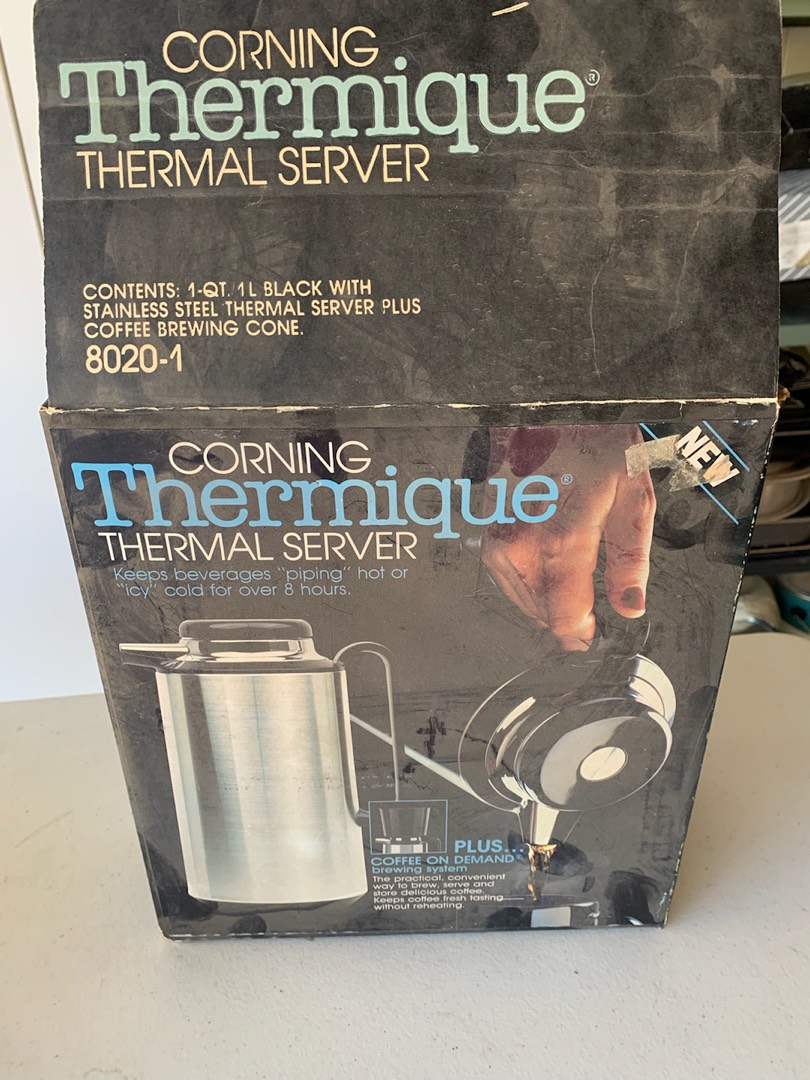 CORNING
Thermique®
THERMAL SERVER
CONTENTS: 1-QT. 1L BLACK WITH
STAINLESS STEEL THERMAL SERVER PLUS
COFFEE BREWING CONE.
8020-1
NEW
CORNING
Thermique®
THERMAL SERVER
Keeps beverages "piping" hot or
"icy" cold for over 8 hours.
PLUS...
COFFEE ON DEMAND®
brewing system
The practical, convenient
way to brew, serve and
store delicious coffee.
Keeps coffee fresh tasting
without reheating.